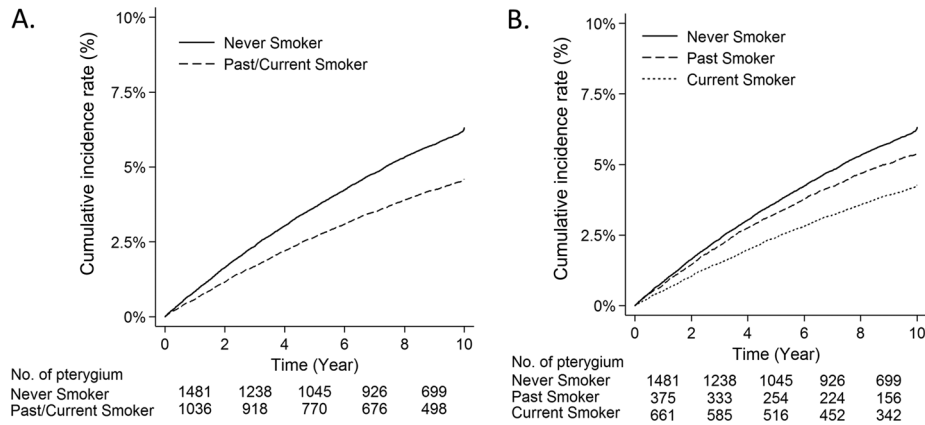 A.
10%
7.5%
5%
2.5%
0%
Cumulative incidence rate (%)
Never Smoker
Past/Current Smoker
0 2 4 6 8 10
Time (Year)
No. of pterygium
Never Smoker 1481 1238 1045 926 699
Past/Current Smoker 1036 918 770 676 498
B.
10%
7.5%
5%
2.5%
0%
Cumulative incidence rate (%)
Never Smoker
Past Smoker
Current Smoker
0 2 4 6 8 10
Time (Year)
No. of pterygium
Never Smoker 1481 1238 1045 926 699
Past Smoker 375 333 254 224 156
Current Smoker 661 585 516 452 342